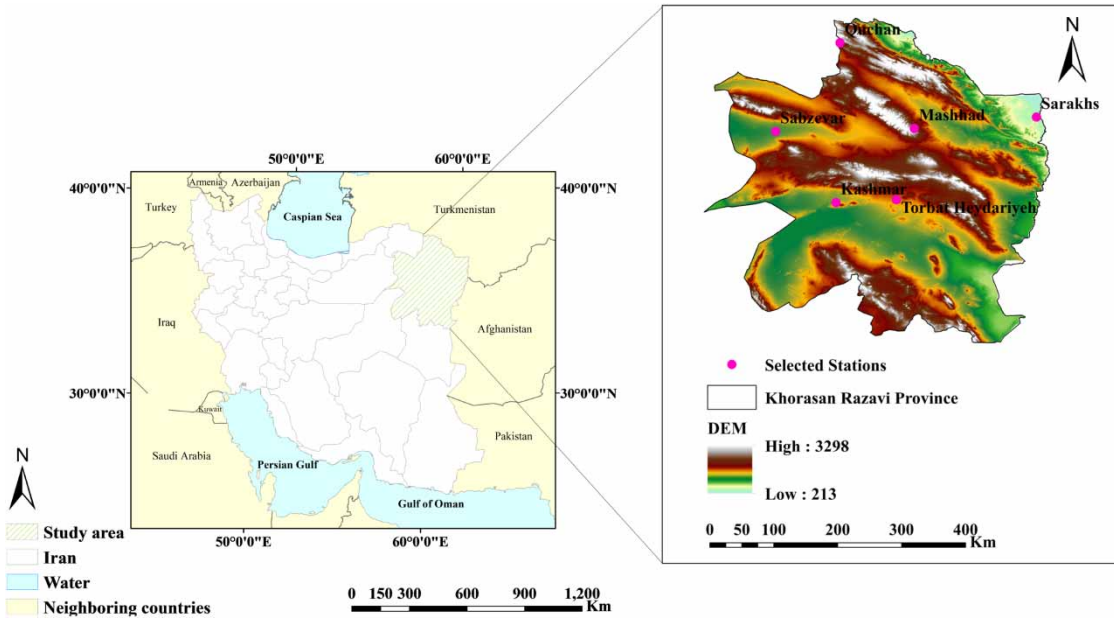 50°0'0"E
60°0'0"E
40°0'0"N
40°0'0"N
Armenia
Azerbaijan
Turkey
Caspian Sea
Turkmenistan
Iraq
Afghanistan
30°0'0"N
30°0'0"N
Kuwait
Pakistan
Saudi Arabia
Persian Gulf
Gulf of Oman
50°0'0"E
60°0'0"E
N
Study area
Iran
Water
Neighboring countries
0 150 300 600 900 1,200
Km
N
Quchan
Sarakhs
Mashhad
Sabzevar
Kashmar
Torbat Heydariyeh
Selected Stations
Khorasan Razavi Province
DEM
High : 3298
Low : 213
0 50 100 200 300 400
Km